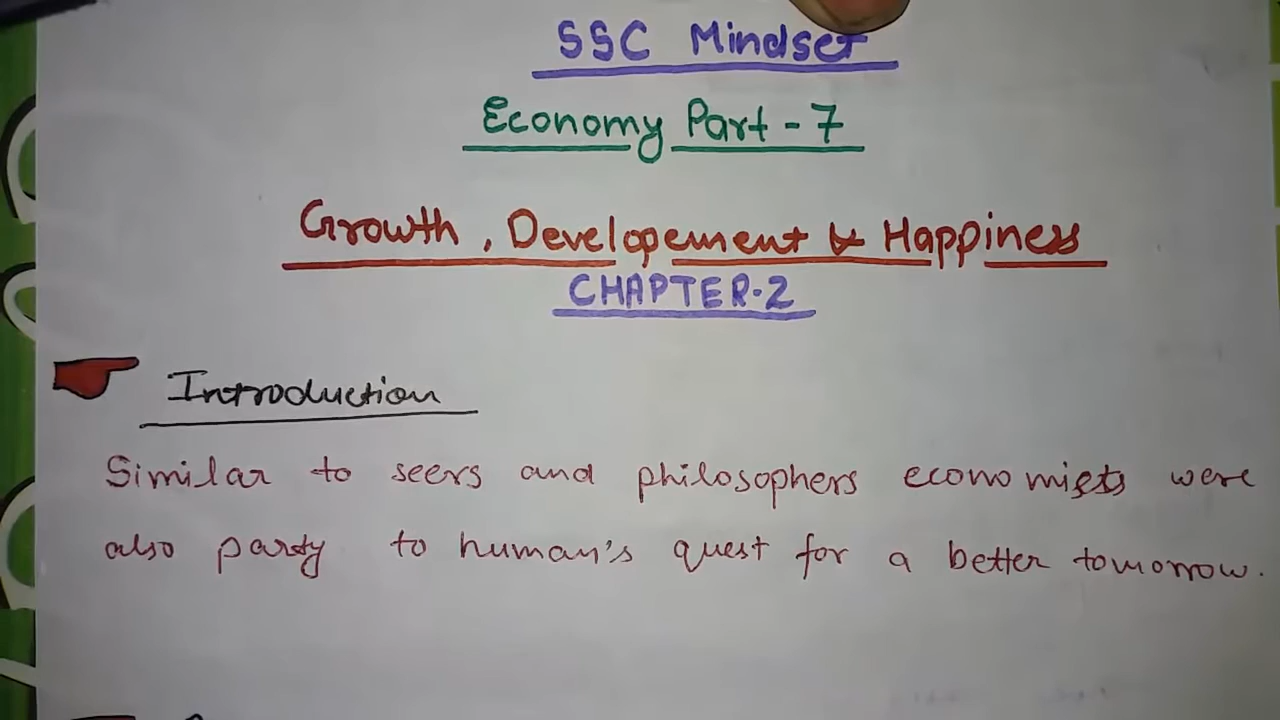 SSC Mindset
Economy Part - 7
Growth, Developement & Happiness
CHAPTER-2
Introduction
Similar to seers and philosophers economists were
also party to human's quest for a better tomorrow.